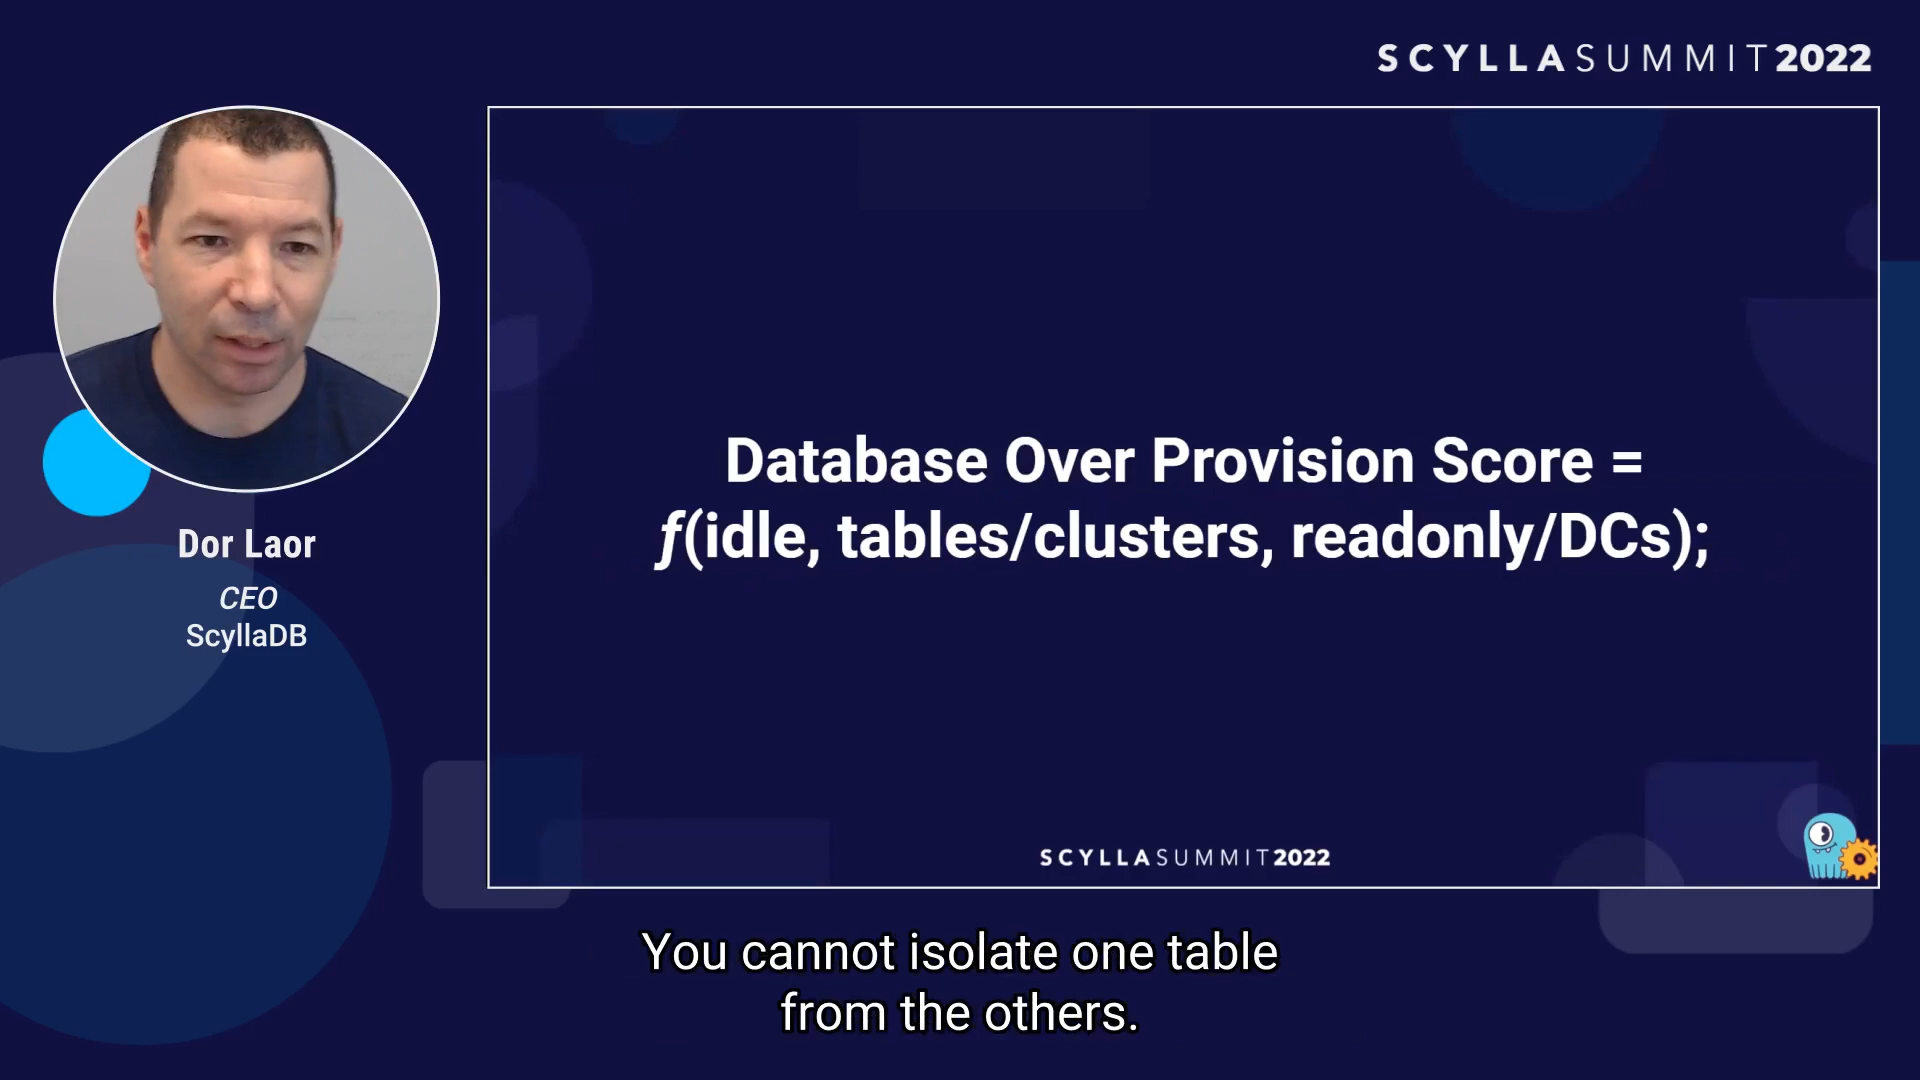 SCYLLASUMMIT2022
Dor Laor
CEO
ScyllaDB
Database Over Provision Score =
f(idle, tables/clusters, readonly/DCs);
SCYLLASUMMIT2022
You cannot isolate one table
from the others.